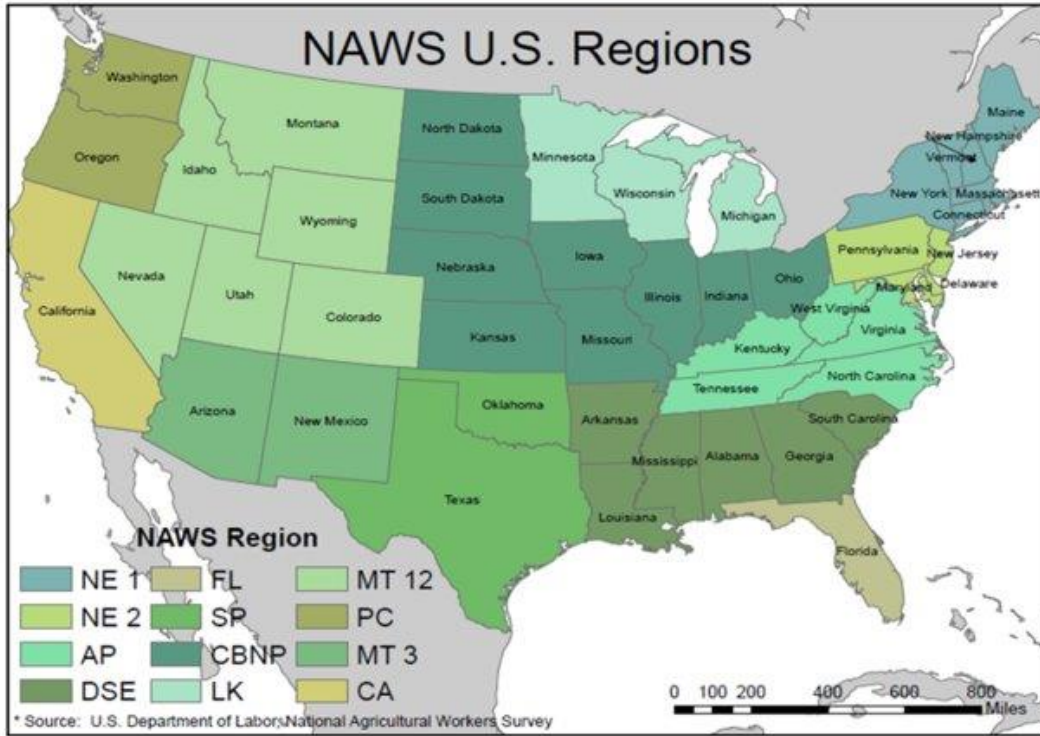 NAWS U.S. Regions
Washington
Montana
North Dakota
Maine
Oregon
Idaho
Minnesota
New Hampshire
Vermont
Wyoming
South Dakota
Wisconsin
Michigan
New York
Massachusetts
Connecticut
Nevada
Utah
Colorado
Nebraska
Iowa
Illinois
Indiana
Ohio
Pennsylvania
New Jersey
Maryland
Delaware
California
Kansas
Missouri
West Virginia
Virginia
Kentucky
Arizona
New Mexico
Oklahoma
Arkansas
Tennessee
North Carolina
South Carolina
Texas
Louisiana
Mississippi
Alabama
Georgia
Florida
NAWS Region
NE 1 FL MT 12
NE 2 SP PC
AP CBNP MT 3
DSE LK CA
0 100 200 400 600 800
Miles
* Source: U.S. Department of Labor, National Agricultural Workers Survey